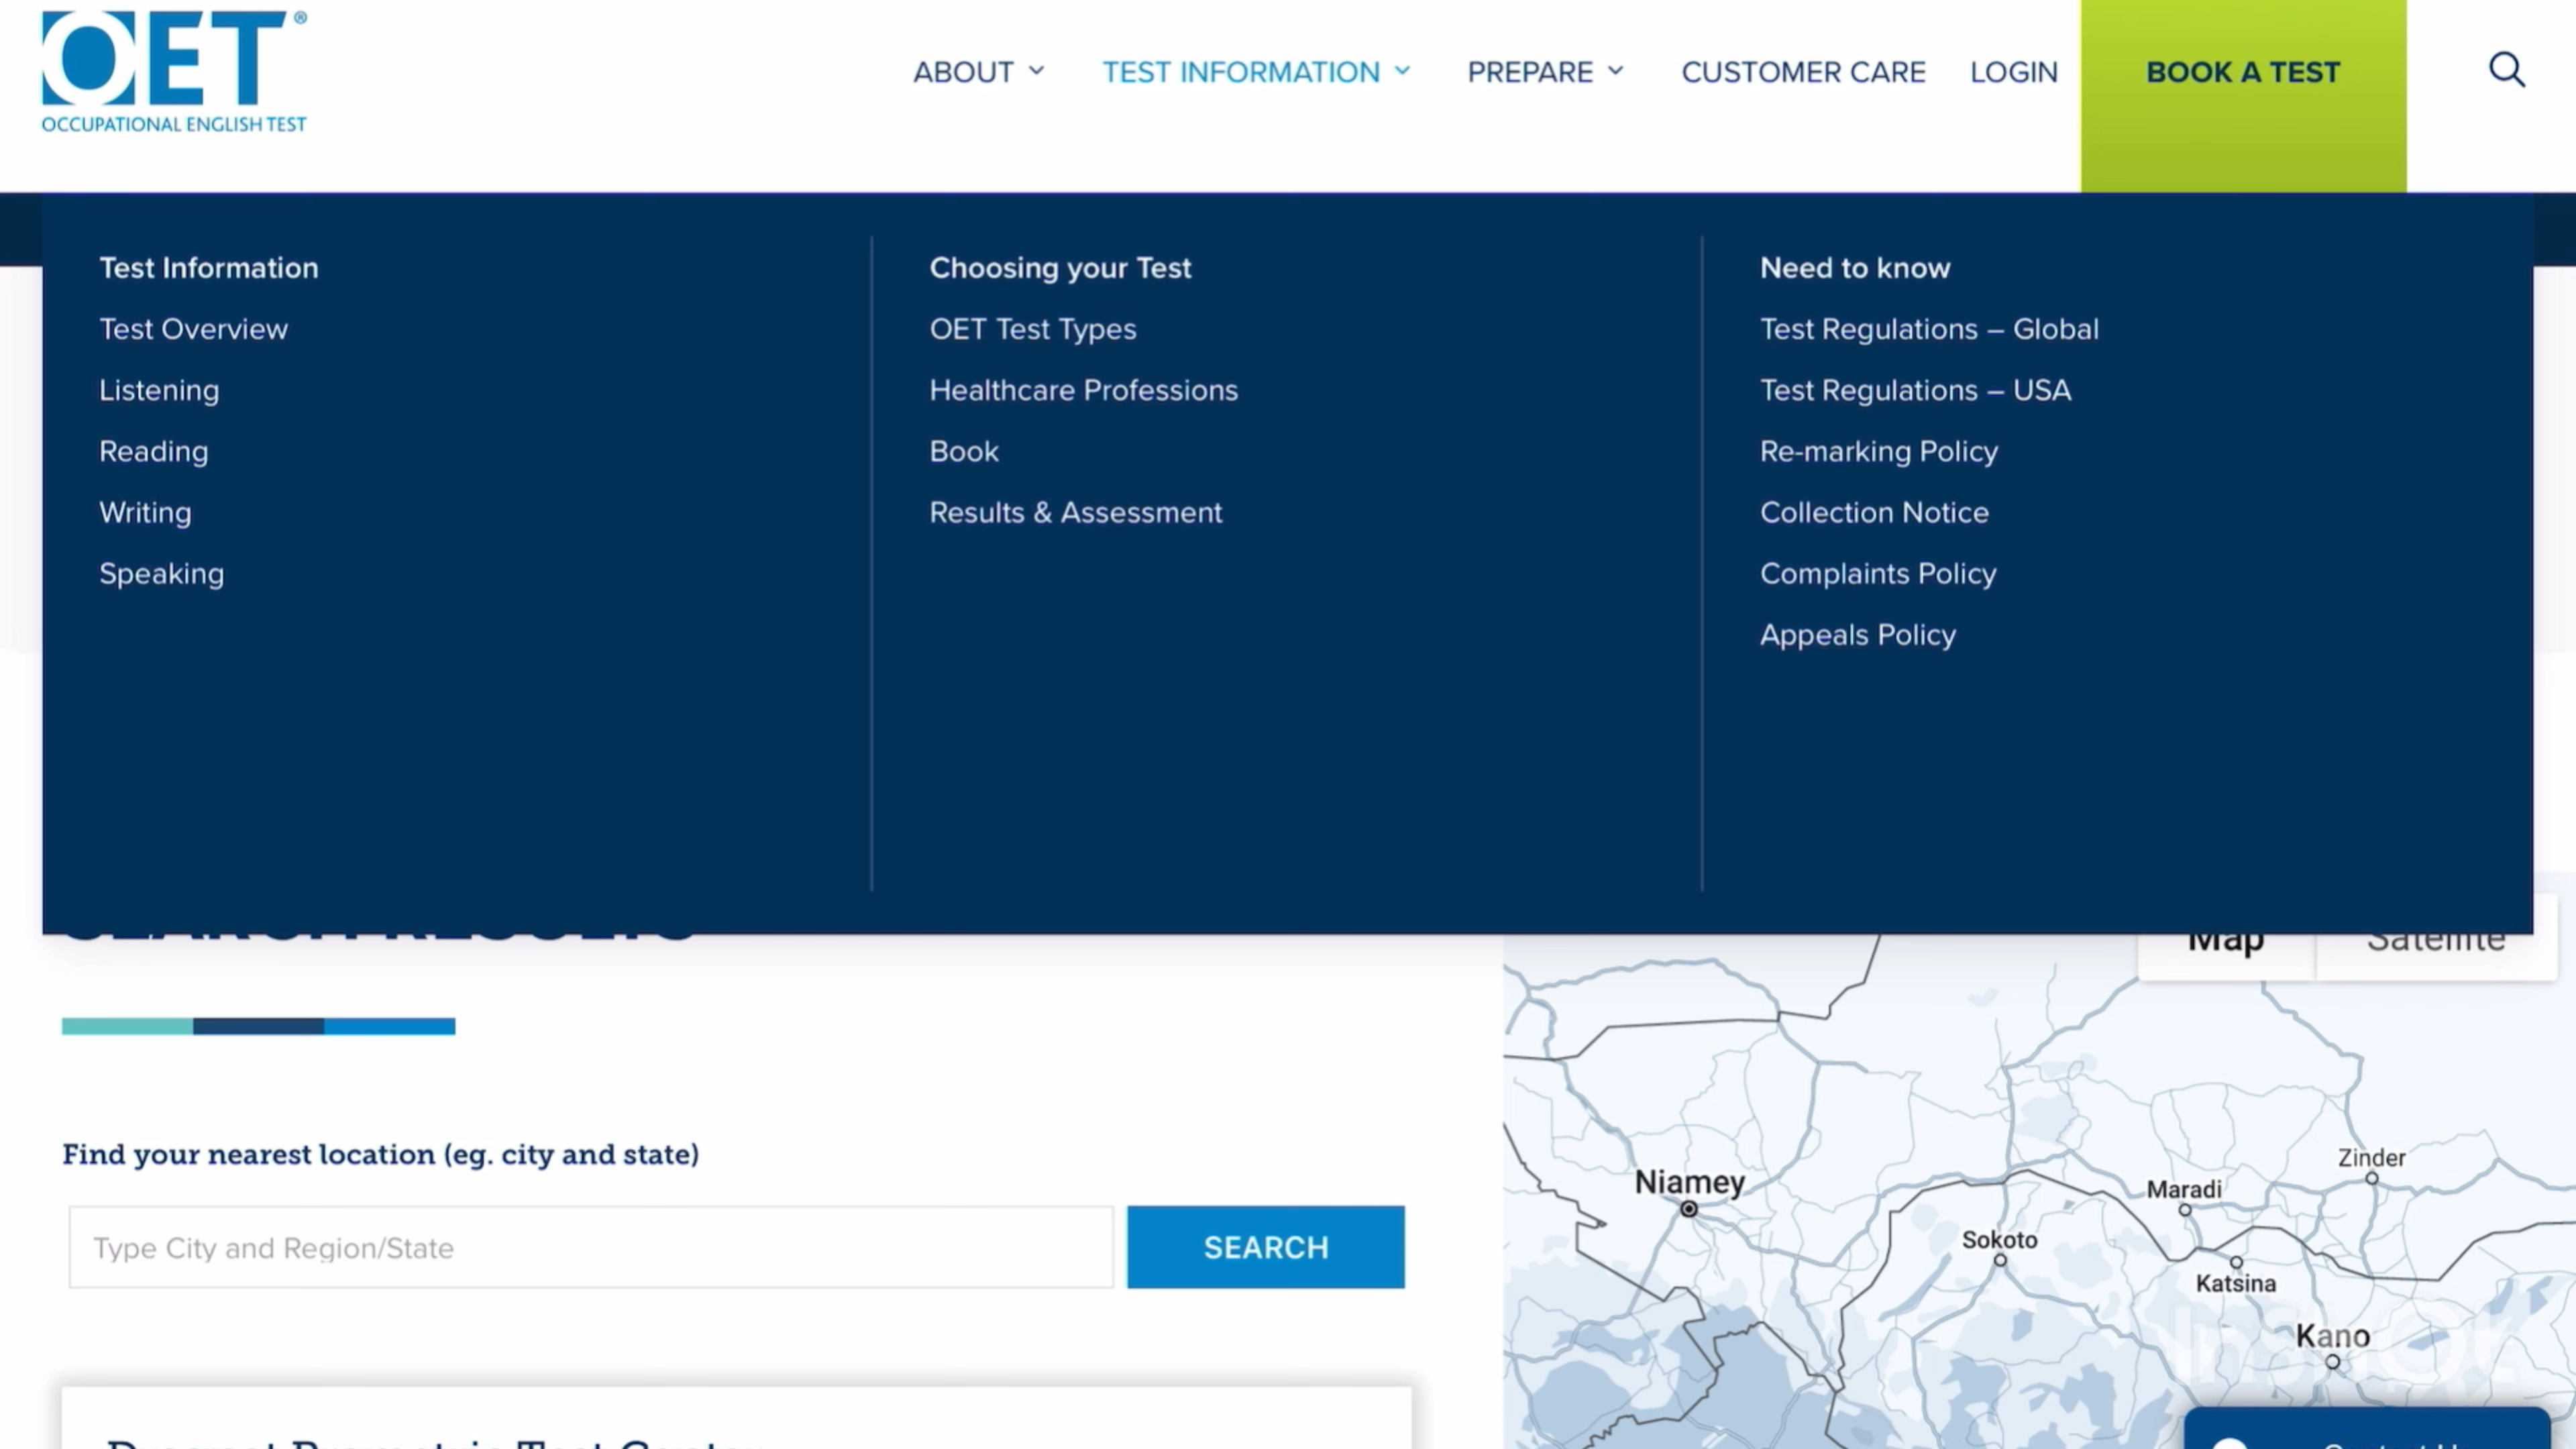 OET®
OCCUPATIONAL ENGLISH TEST
ABOUT
TEST INFORMATION
PREPARE
CUSTOMER CARE
LOGIN
BOOK A TEST
Test Information
Test Overview
Listening
Reading
Writing
Speaking
Choosing your Test
OET Test Types
Healthcare Professions
Book
Results & Assessment
Need to know
Test Regulations – Global
Test Regulations – USA
Re-marking Policy
Collection Notice
Complaints Policy
Appeals Policy
Map
Satellite
Find your nearest location (eg. city and state)
Type City and Region/State
SEARCH
Niamey
Zinder
Maradi
Sokoto
Katsina
Kano
InShot